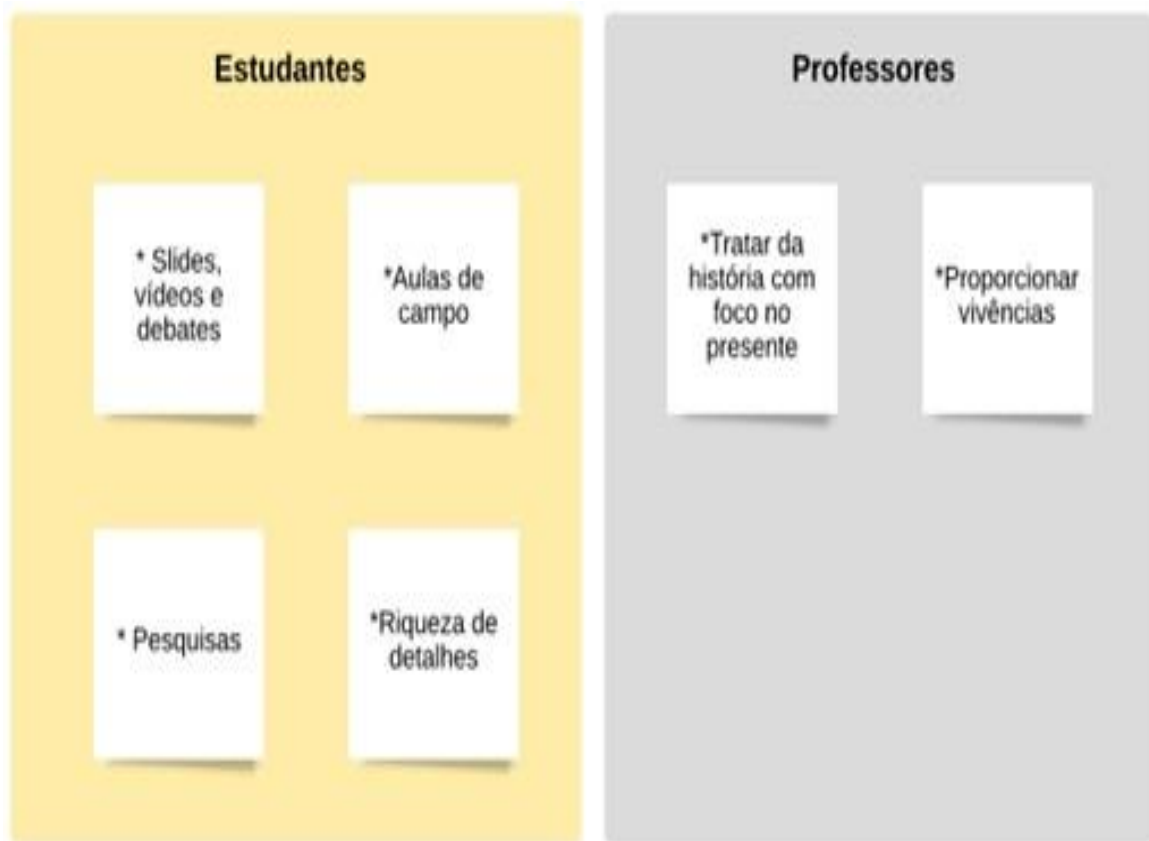 Estudantes
* Slides,
vídeos e
debates
*Aulas de
campo
* Pesquisas
*Riqueza de
detalhes
Professores
*Tratar da
história com
foco no
presente
*Proporcionar
vivências